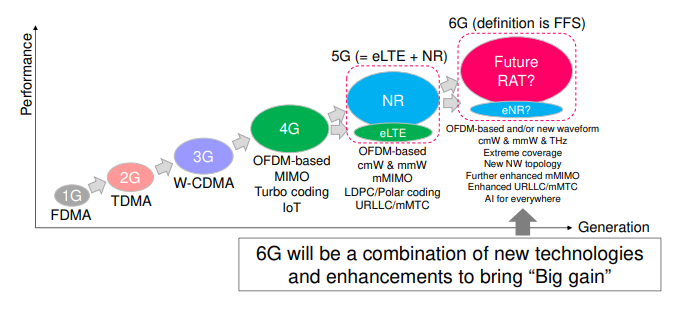 6G (definition is FFS)
5G (= eLTE + NR)
Performance
Future
RAT?
eNR?
NR
eLTE
4G
3G
2G
1G
FDMA
TDMA
W-CDMA
OFDM-based
MIMO
Turbo coding
IoT
OFDM-based
cmW & mmW
mMIMO
LDPC/Polar coding
URLLC/mMTC
OFDM-based and/or new waveform
cmW & mmW & THz
Extreme coverage
New NW topology
Further enhanced mMIMO
Enhanced URLLC/mMTC
AI for everywhere
Generation
6G will be a combination of new technologies
and enhancements to bring “Big gain”